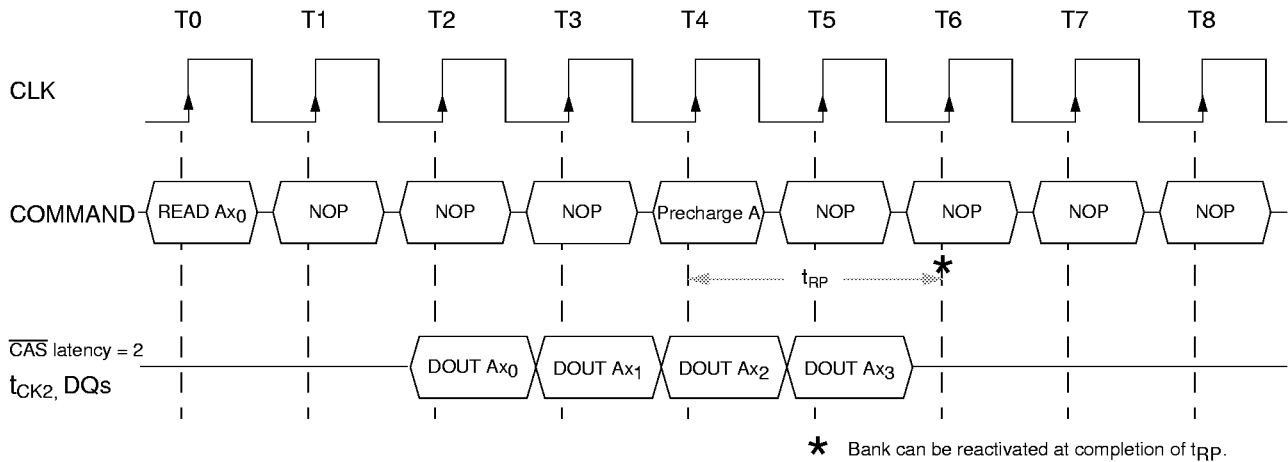 T0 T1 T2 T3 T4 T5 T6 T7 T8
CLK
COMMAND READ Ax0 NOP NOP NOP Precharge A NOP NOP NOP NOP
*
tRP
CAS latency = 2
tCK2, DQs DOUT Ax0 DOUT Ax1 DOUT Ax2 DOUT Ax3
* Bank can be reactivated at completion of tRP.